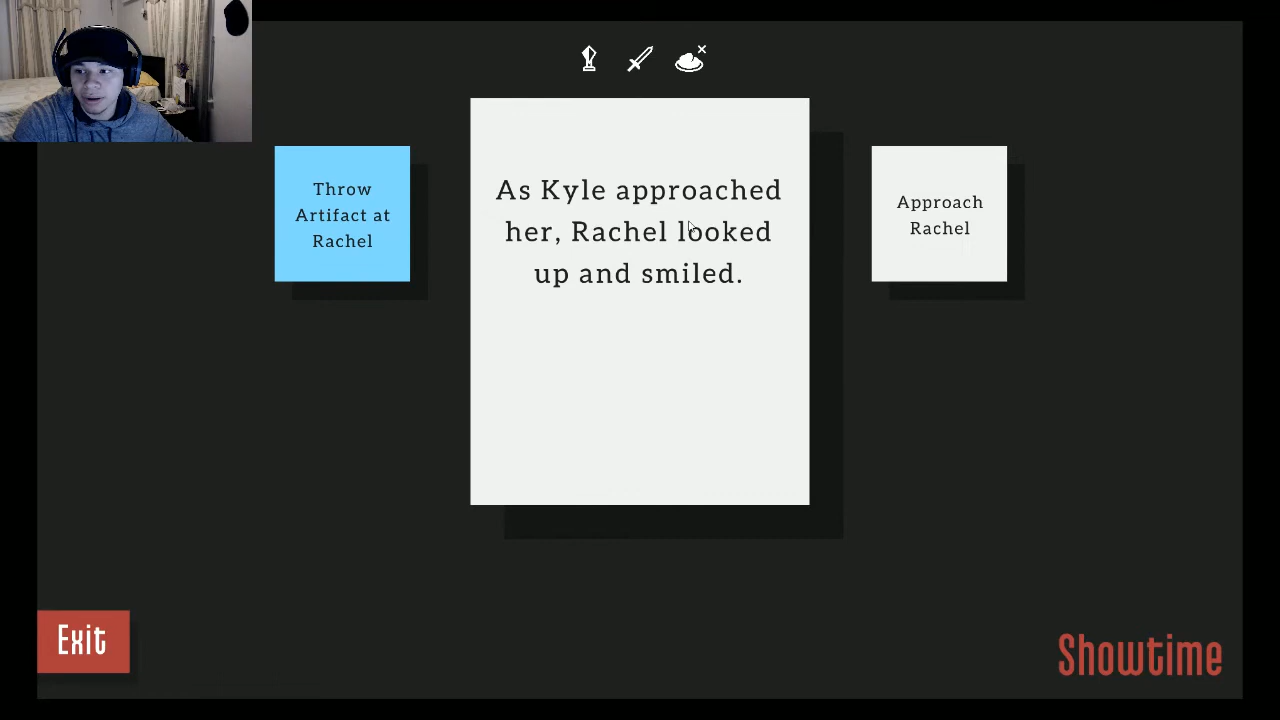 Throw
Artifact at
Rachel
As Kyle approached
her, Rachel looked
up and smiled.
Approach
Rachel
Exit
Showtime